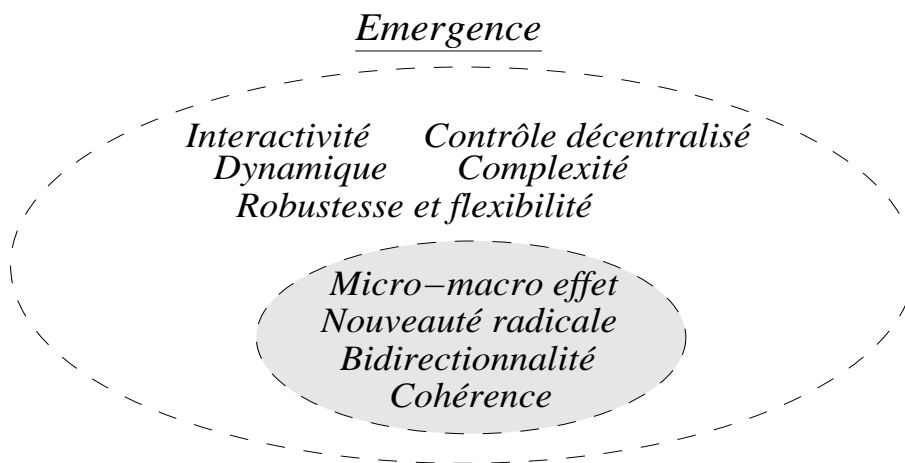 Emergence
Interactivité Contrôle décentralisé
Dynamique Complexité
Robustesse et flexibilité
Micro−macro effet
Nouveauté radicale
Bidirectionnalité
Cohérence